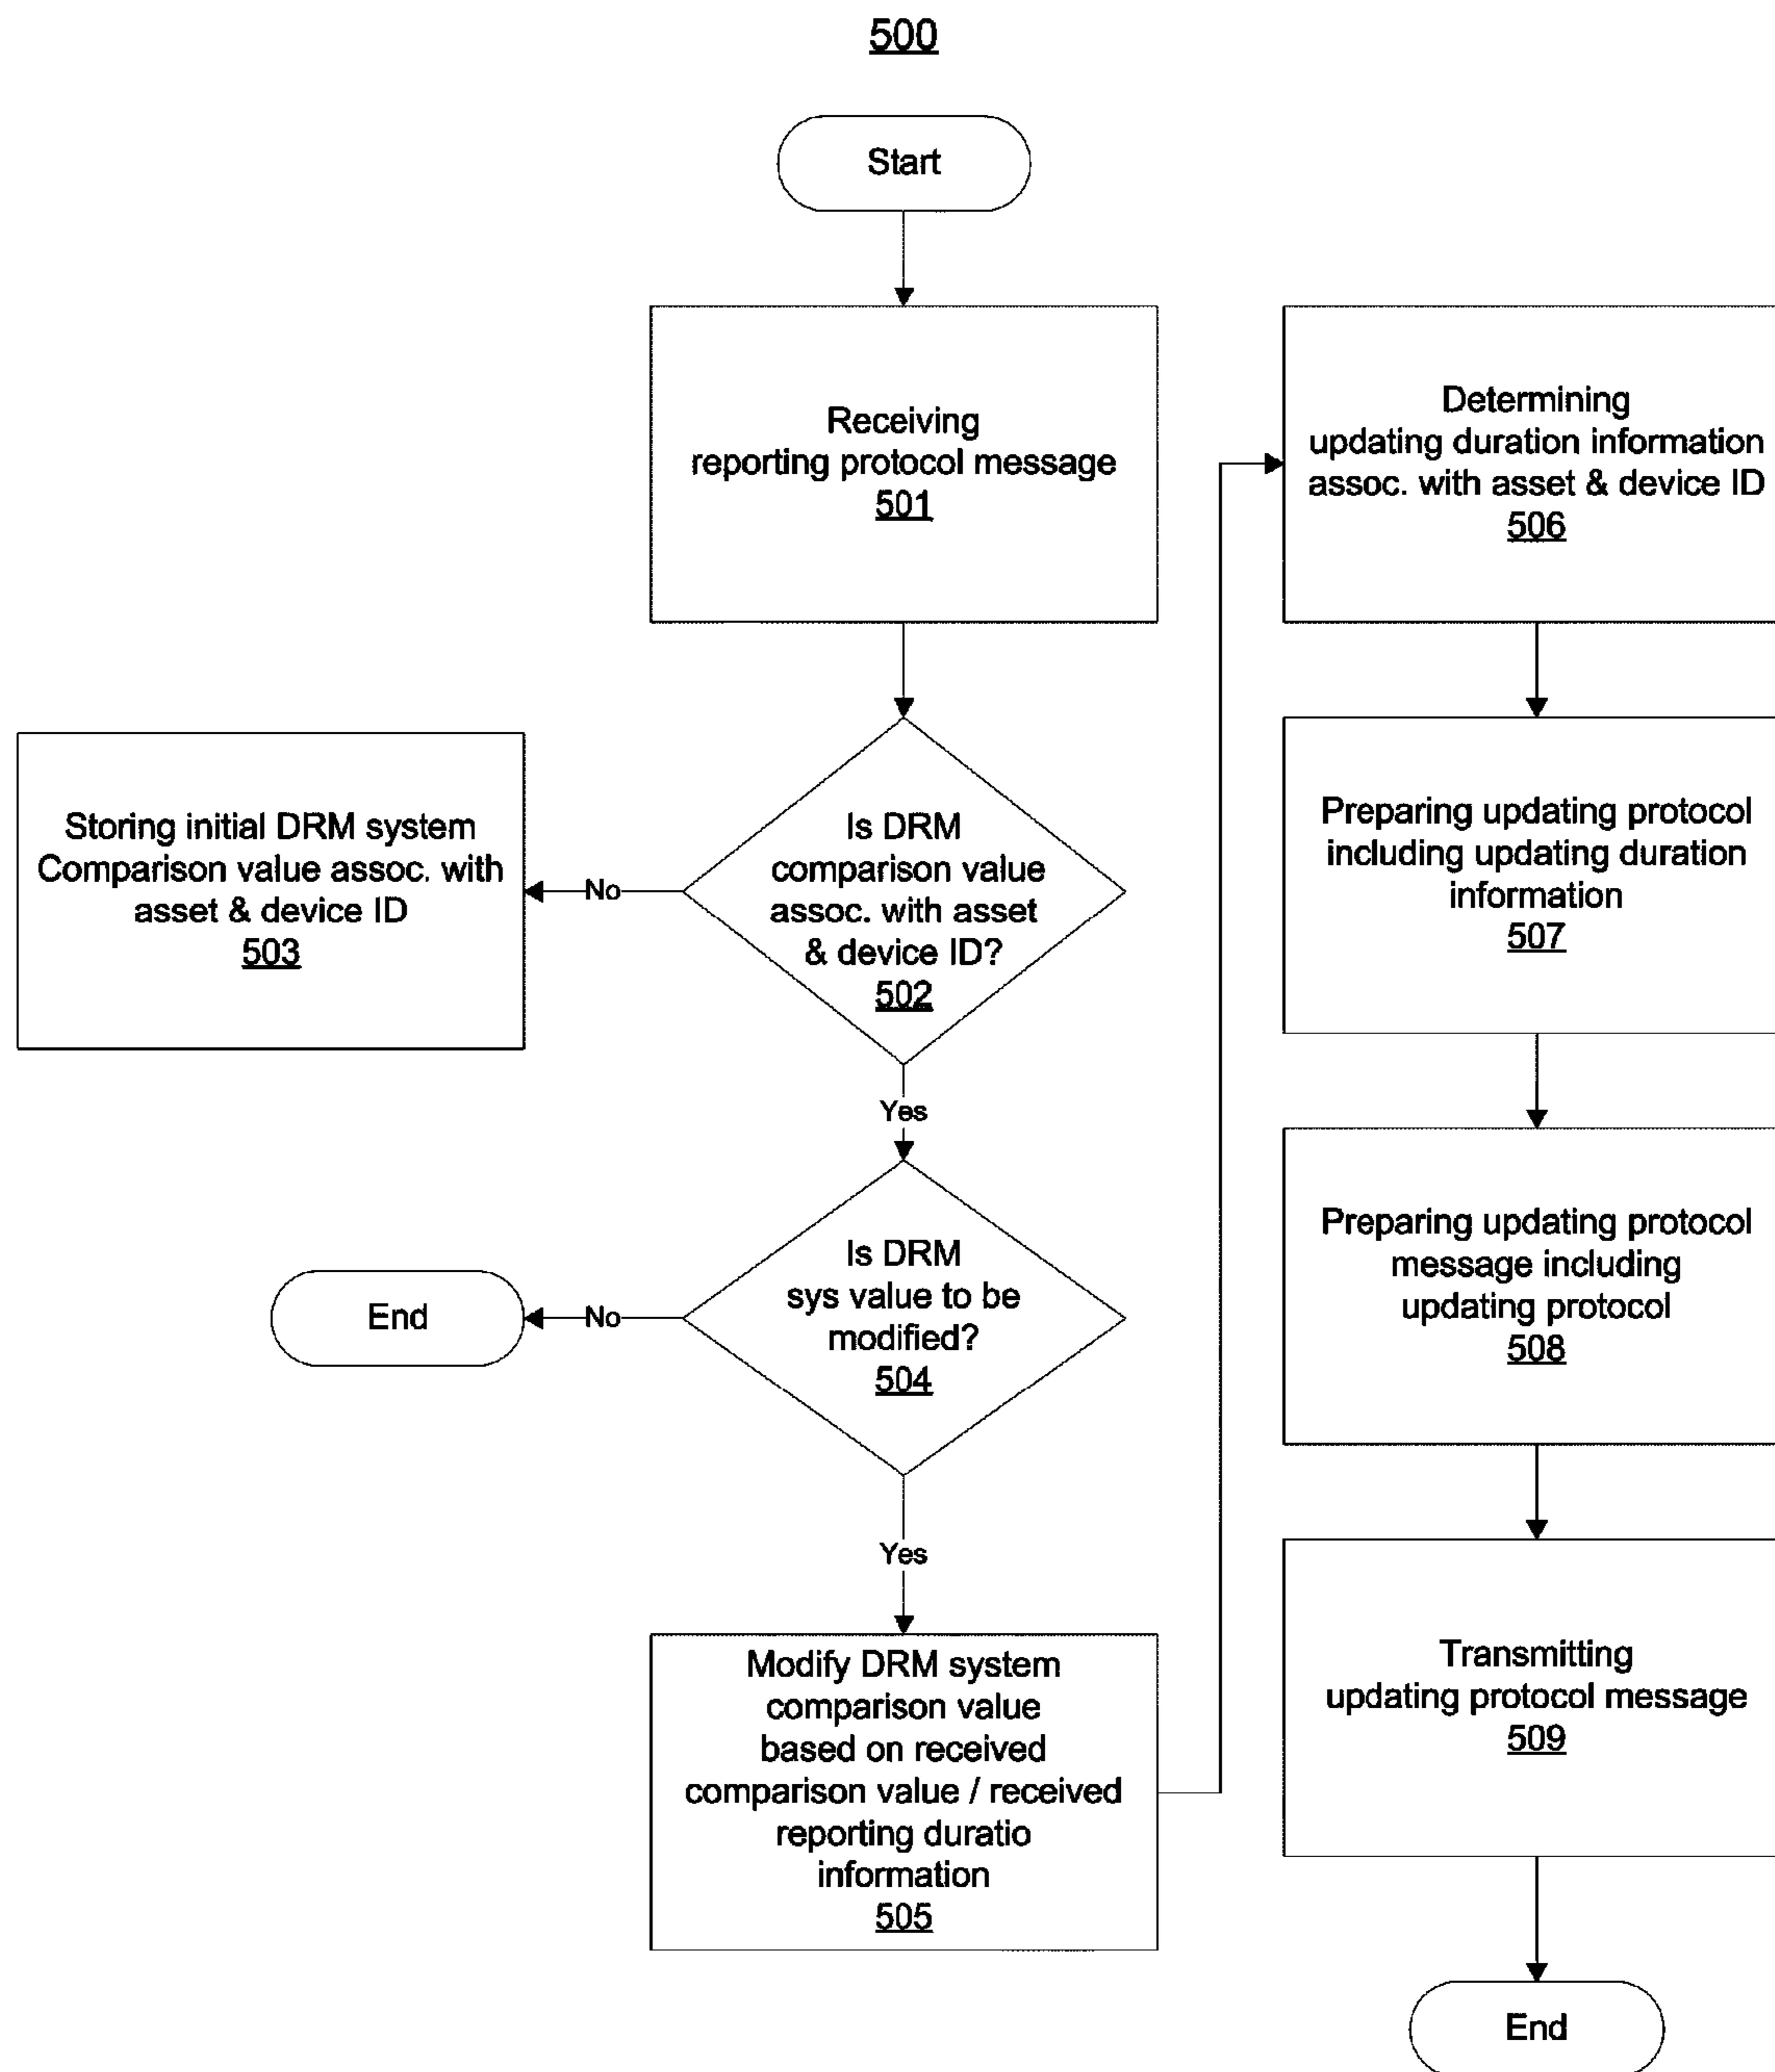 500
Start
Receiving
reporting protocol message
501
Is DRM
comparison value
assoc. with asset
& device ID?
502
No
Storing initial DRM system
Comparison value assoc. with
asset & device ID
503
Yes
Is DRM
sys value to be
modified?
504
No
End
Yes
Modify DRM system
comparison value
based on received
comparison value / received
reporting duratio
information
505
Determining
updating duration information
assoc. with asset & device ID
506
Preparing updating protocol
including updating duration
information
507
Preparing updating protocol
message including
updating protocol
508
Transmitting
updating protocol message
509
End